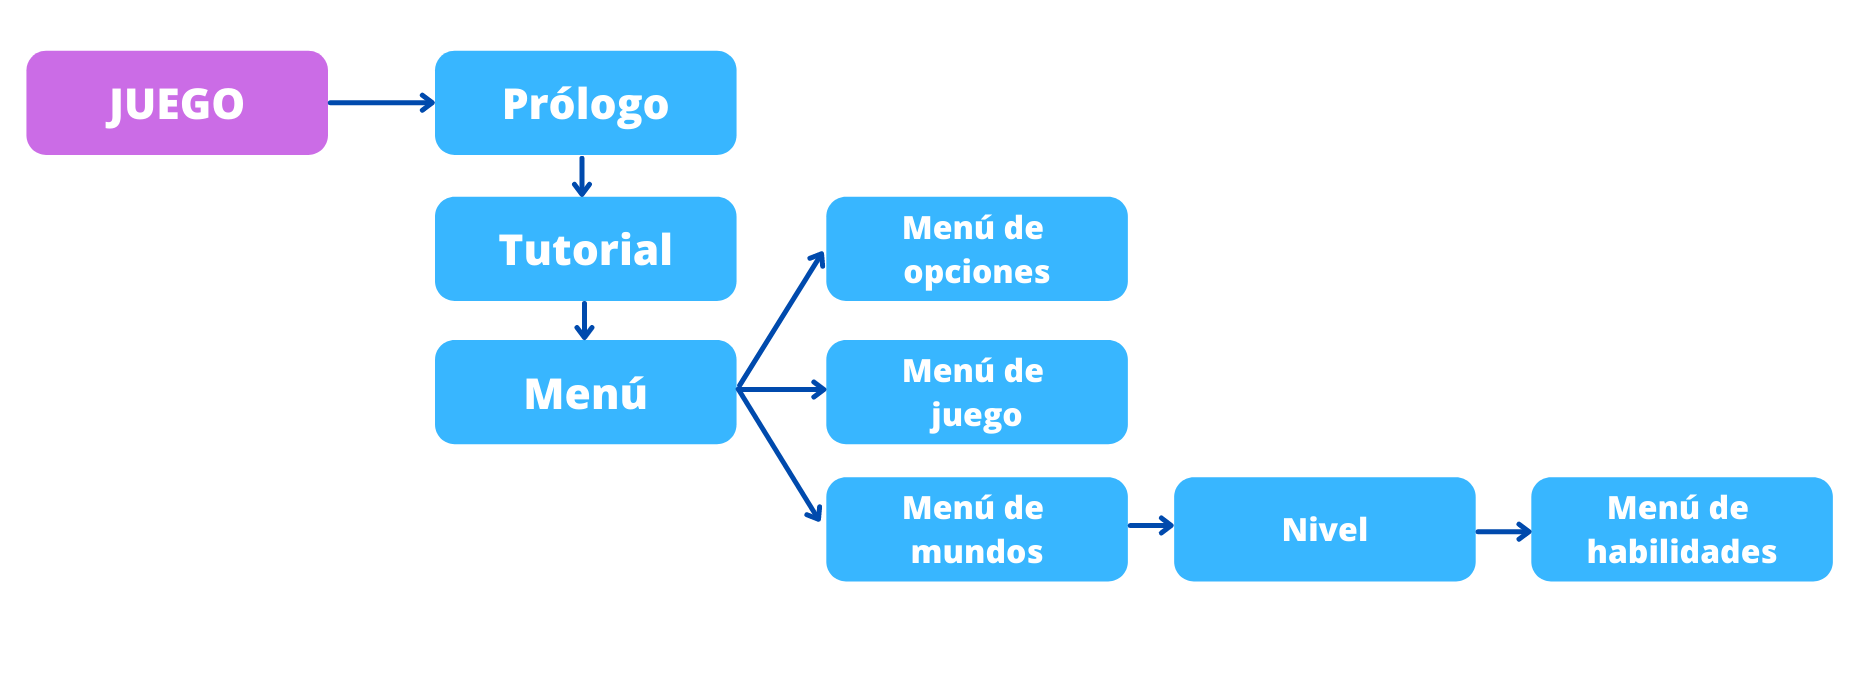 JUEGO
Prólogo
Tutorial
Menú
Menú de
opciones
Menú de
juego
Menú de
mundos
Nivel
Menú de
habilidades